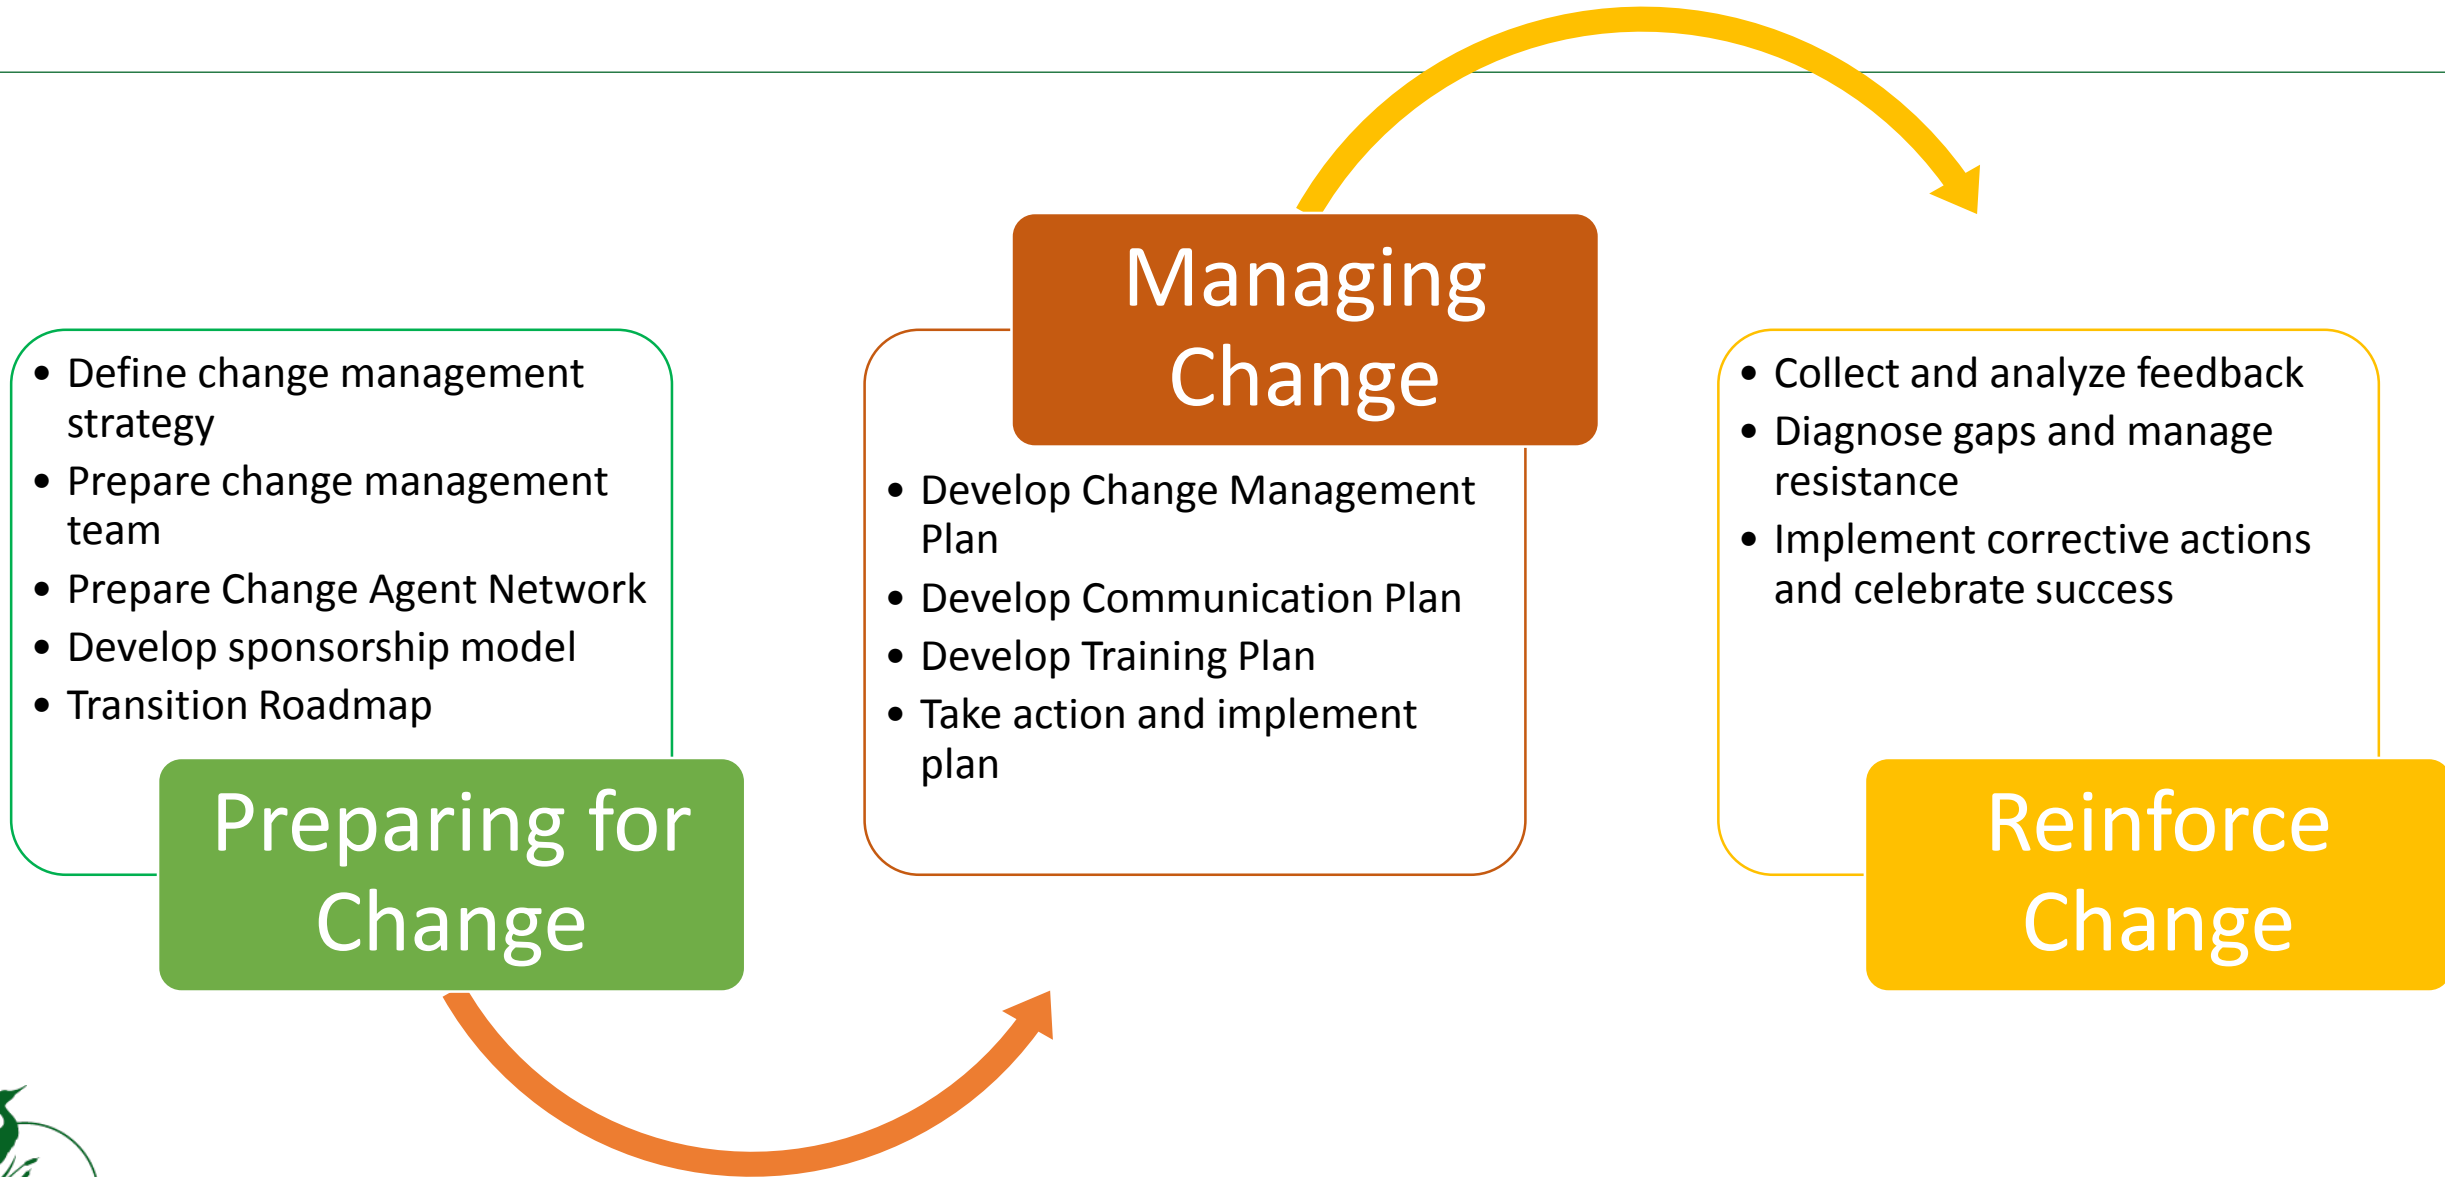 • Define change management
strategy
• Prepare change management
team
• Prepare Change Agent Network
• Develop sponsorship model
• Transition Roadmap
Preparing for
Change
Managing
Change
• Develop Change Management
Plan
• Develop Communication Plan
• Develop Training Plan
• Take action and implement
plan
• Collect and analyze feedback
• Diagnose gaps and manage
resistance
• Implement corrective actions
and celebrate success
Reinforce
Change